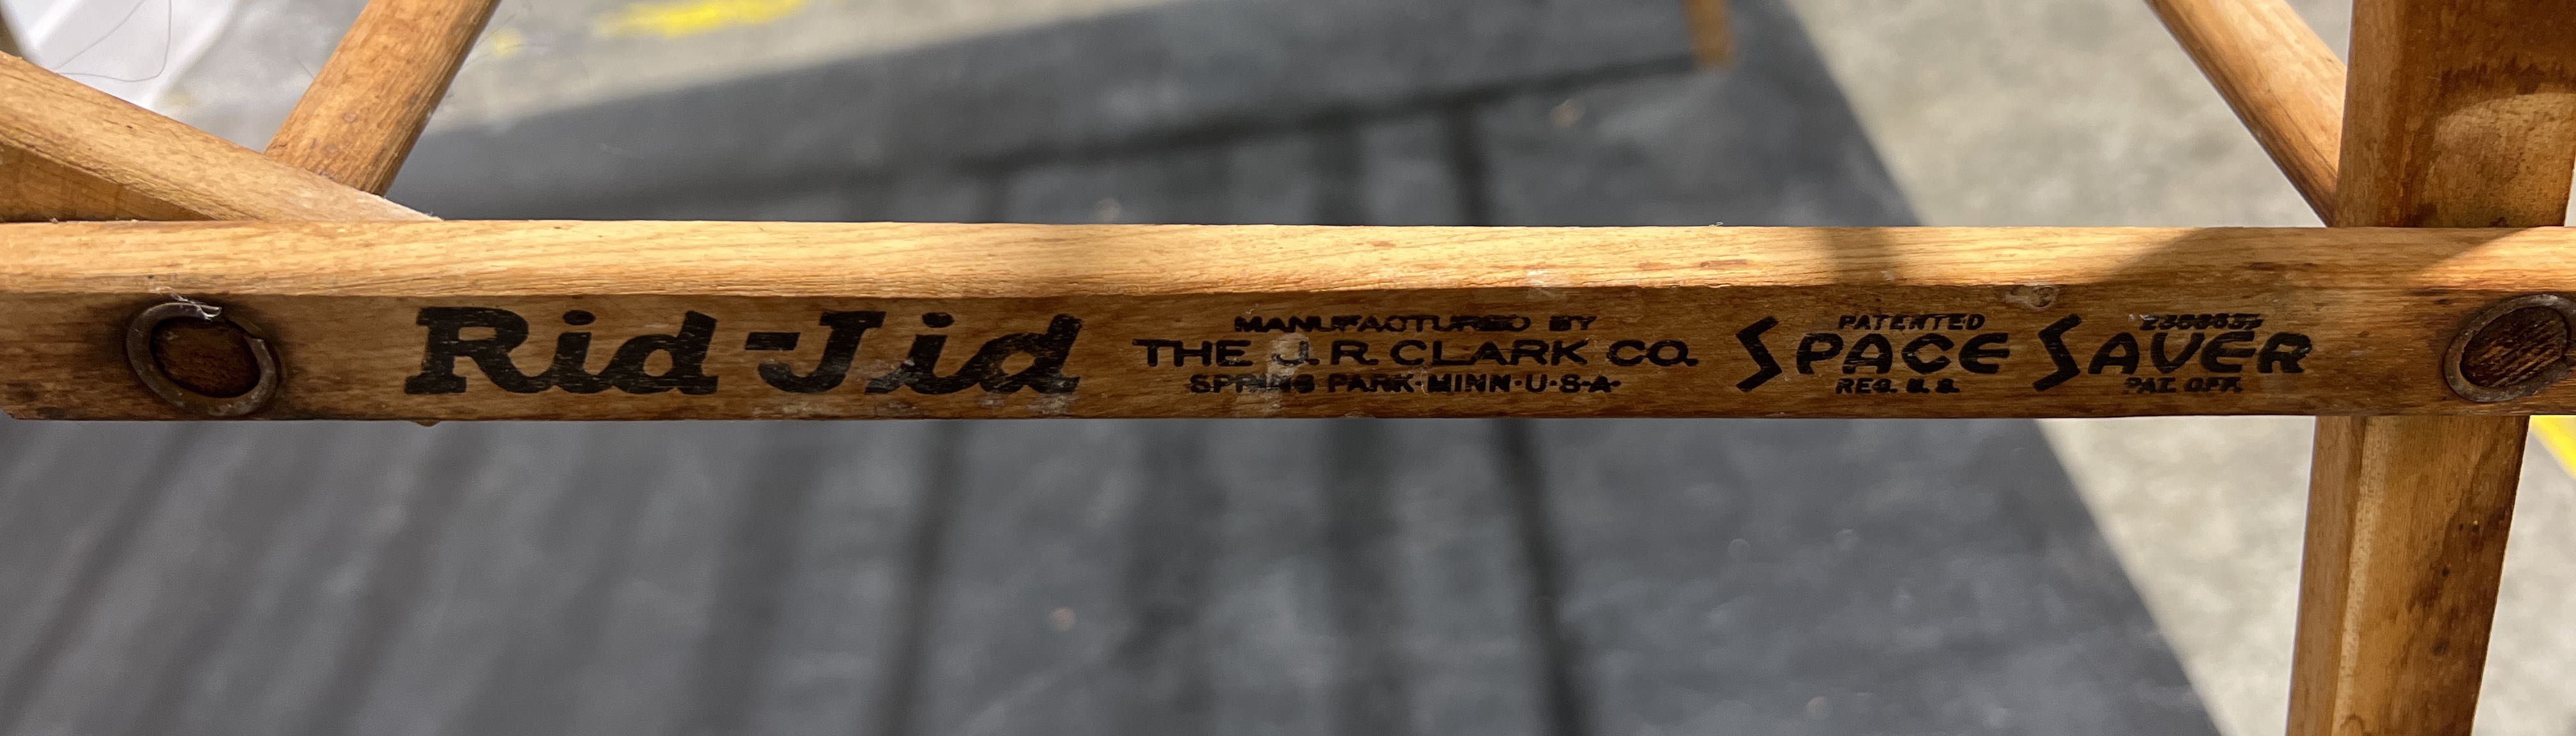 Rid-Jid
MANUFACTURED BY
THE J. R. CLARK CO.
SPRING PARK·MINN·U·S·A·
PATENTED
SPACE SAVER
REG. U. S. PAT. OFF.